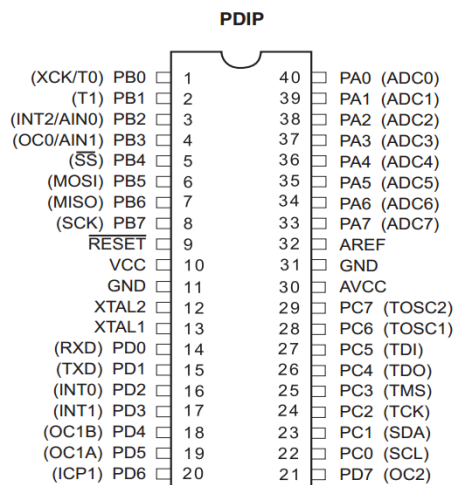 PDIP
(XCK/T0) PB0 1 40 PA0 (ADC0)
(T1) PB1 2 39 PA1 (ADC1)
(INT2/AIN0) PB2 3 38 PA2 (ADC2)
(OC0/AIN1) PB3 4 37 PA3 (ADC3)
(S̅S̅) PB4 5 36 PA4 (ADC4)
(MOSI) PB5 6 35 PA5 (ADC5)
(MISO) PB6 7 34 PA6 (ADC6)
(SCK) PB7 8 33 PA7 (ADC7)
R̅E̅S̅E̅T̅ 9 32 AREF
VCC 10 31 GND
GND 11 30 AVCC
XTAL2 12 29 PC7 (TOSC2)
XTAL1 13 28 PC6 (TOSC1)
(RXD) PD0 14 27 PC5 (TDI)
(TXD) PD1 15 26 PC4 (TDO)
(INT0) PD2 16 25 PC3 (TMS)
(INT1) PD3 17 24 PC2 (TCK)
(OC1B) PD4 18 23 PC1 (SDA)
(OC1A) PD5 19 22 PC0 (SCL)
(ICP1) PD6 20 21 PD7 (OC2)